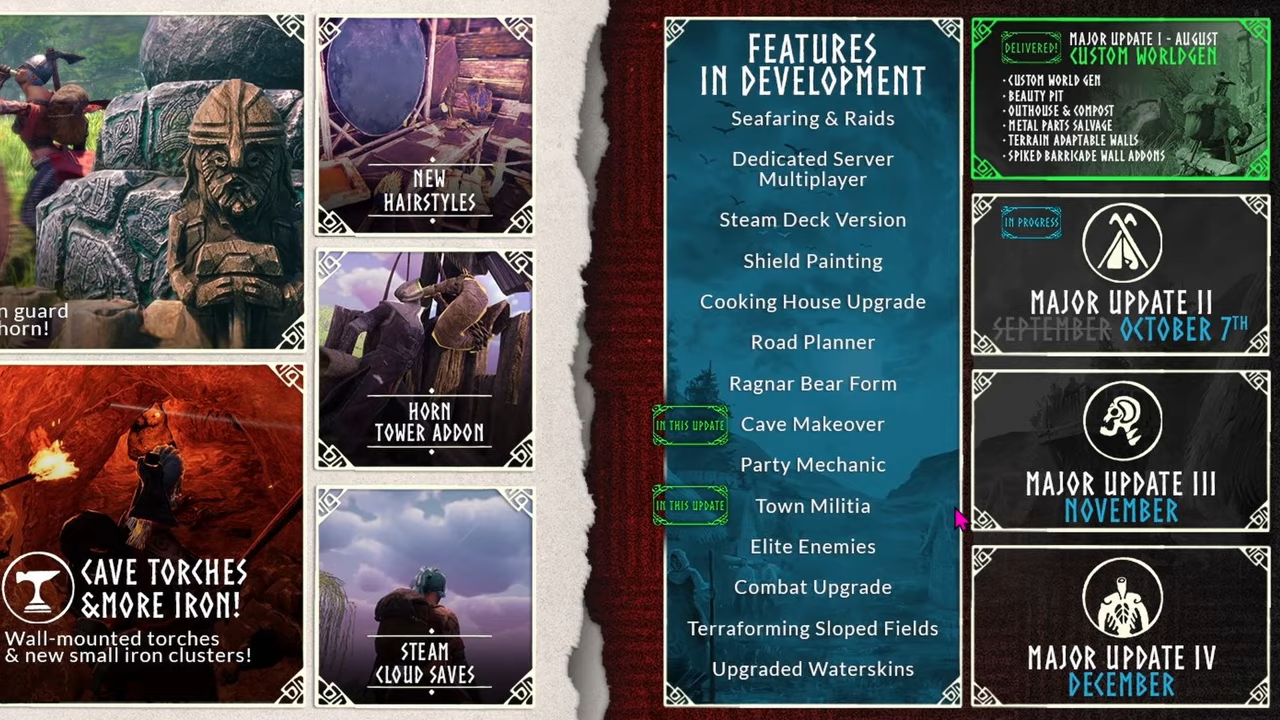 n guard
horn!
CAVE TORCHES
&MORE IRON!
Wall-mounted torches
& new small iron clusters!
NEW
HAIRSTYLES
HORN
TOWER ADDON
STEAM
CLOUD SAVES
FEATURES
IN DEVELOPMENT
Seafaring & Raids
Dedicated Server
Multiplayer
Steam Deck Version
Shield Painting
Cooking House Upgrade
Road Planner
Ragnar Bear Form
IN THIS UPDATE Cave Makeover
Party Mechanic
IN THIS UPDATE Town Militia
Elite Enemies
Combat Upgrade
Terraforming Sloped Fields
Upgraded Waterskins
DELIVERED! MAJOR UPDATE I - AUGUST
CUSTOM WORLDGEN
· CUSTOM WORLD GEN
· BEAUTY PIT
· OUTHOUSE & COMPOST
· METAL PARTS SALVAGE
· TERRAIN ADAPTABLE WALLS
· SPIKED BARRICADE WALL ADDONS
IN PROGRESS
MAJOR UPDATE II
SEPTEMBER OCTOBER 7TH
MAJOR UPDATE III
NOVEMBER
MAJOR UPDATE IV
DECEMBER